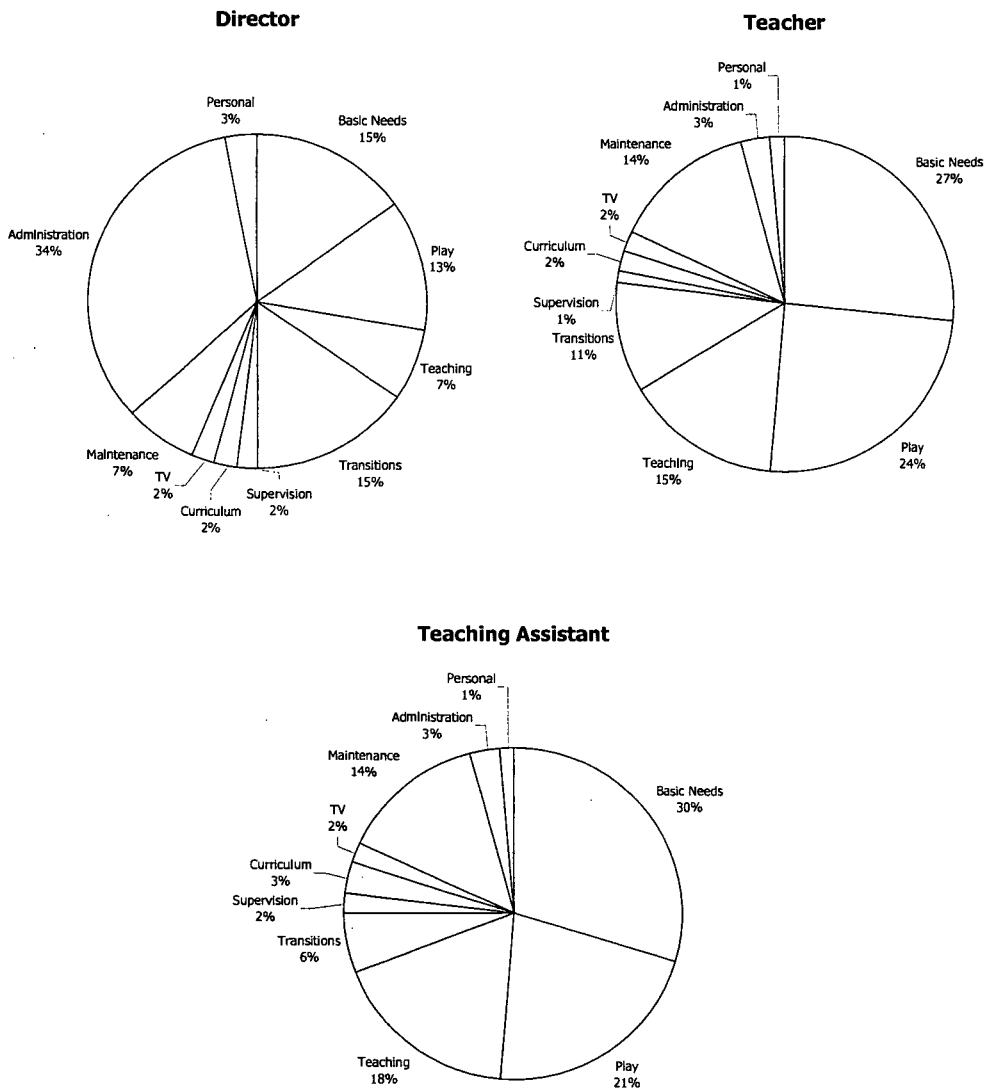 Director
Personal
3%
Basic Needs
15%
Play
13%
Teaching
7%
Transitions
15%
Supervision
2%
Curriculum
2%
TV
2%
Maintenance
7%
Administration
34%
Teacher
Personal
1%
Administration
3%
Maintenance
14%
TV
2%
Curriculum
2%
Supervision
1%
Transitions
11%
Teaching
15%
Play
24%
Basic Needs
27%
Teaching Assistant
Personal
1%
Administration
3%
Maintenance
14%
TV
2%
Curriculum
3%
Supervision
2%
Transitions
6%
Teaching
18%
Play
21%
Basic Needs
30%